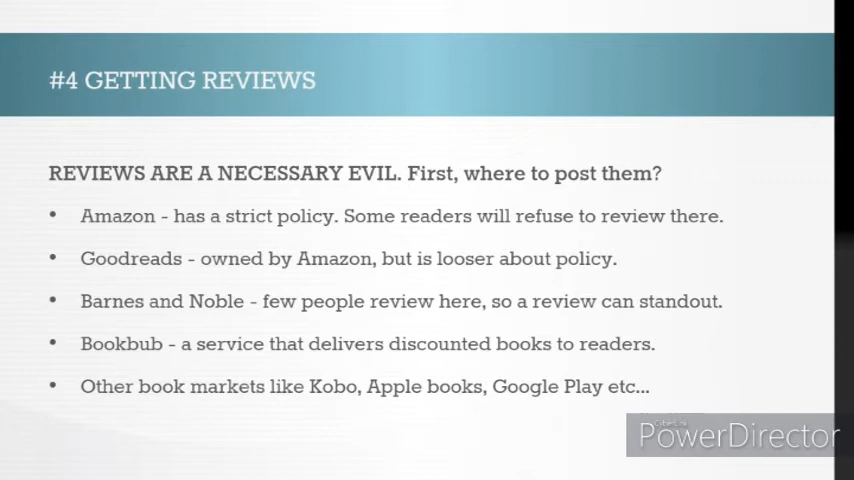 #4 GETTING REVIEWS
REVIEWS ARE A NECESSARY EVIL. First, where to post them?
• Amazon - has a strict policy. Some readers will refuse to review there.
• Goodreads - owned by Amazon, but is looser about policy.
• Barnes and Noble - few people review here, so a review can standout.
• Bookbub - a service that delivers discounted books to readers.
• Other book markets like Kobo, Apple books, Google Play etc...
CyberLink
PowerDirector